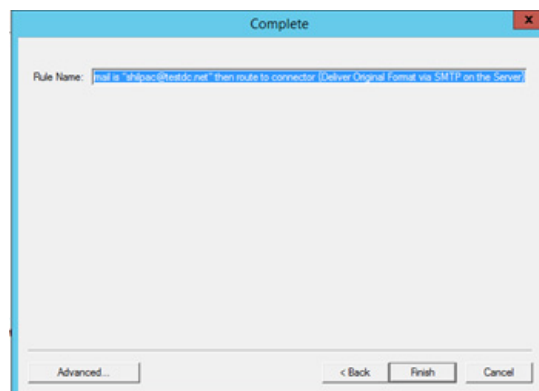 Complete
x
Rule Name: mail is "shilpac@testdc.net" then route to connector (Deliver Original Format via SMTP on the Server)
Advanced... < Back Finish Cancel